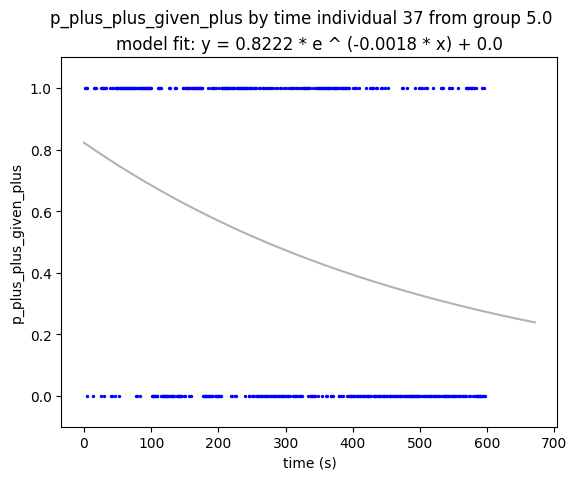 p_plus_plus_given_plus by time individual 37 from group 5.0
model fit: y = 0.8222 * e ^ (-0.0018 * x) + 0.0
p_plus_plus_given_plus
1.0
0.8
0.6
0.4
0.2
0.0
0 100 200 300 400 500 600 700
time (s)